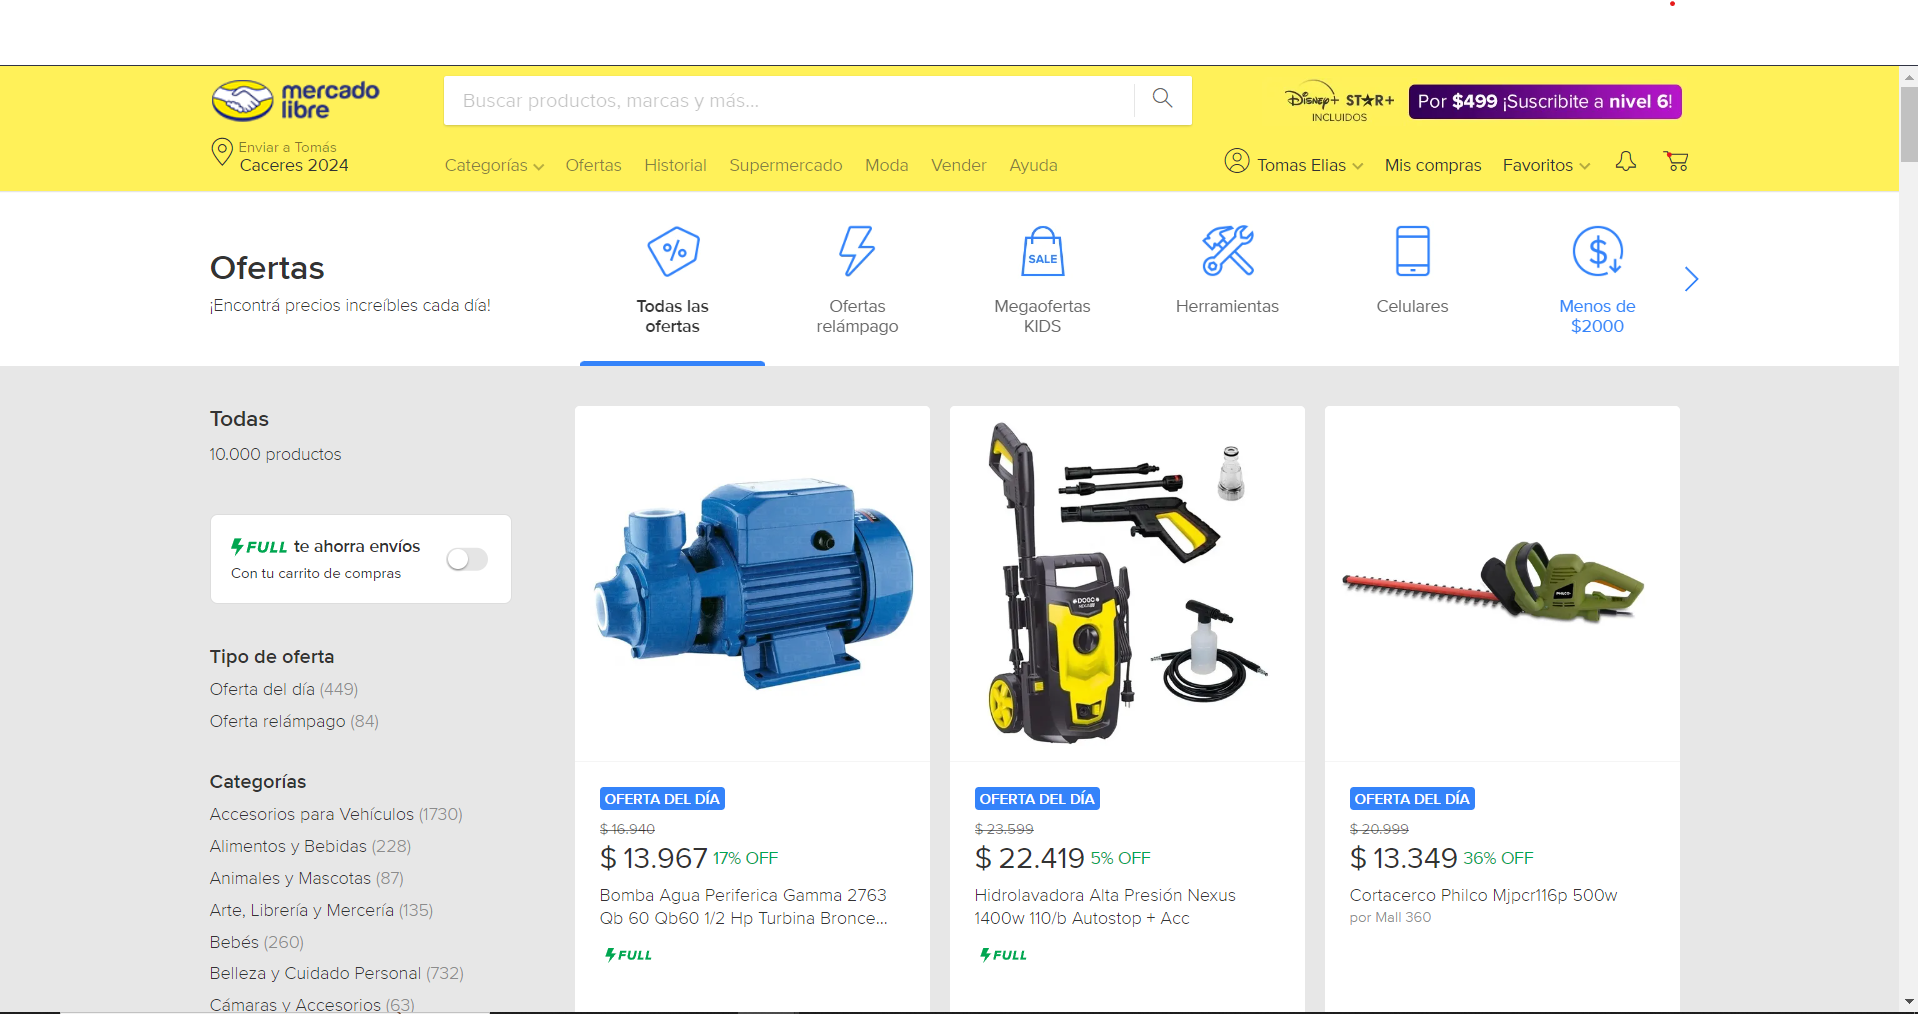 mercado
libre
Buscar productos, marcas y más...
Disney+ STAR+
INCLUIDOS
Por $499 ¡Suscribite a nivel 6!
Enviar a Tomás
Caceres 2024
Categorías
Ofertas
Historial
Supermercado
Moda
Vender
Ayuda
Tomas Elias
Mis compras
Favoritos
Ofertas
¡Encontrá precios increíbles cada día!
%
Todas las
ofertas
Ofertas
relámpago
SALE
Megaofertas
KIDS
Herramientas
Celulares
$
Menos de
$2000
Todas
10.000 productos
FULL te ahorra envíos
Con tu carrito de compras
Tipo de oferta
Oferta del día (449)
Oferta relámpago (84)
Categorías
Accesorios para Vehículos (1730)
Alimentos y Bebidas (228)
Animales y Mascotas (87)
Arte, Librería y Mercería (135)
Bebés (260)
Belleza y Cuidado Personal (732)
Cámaras y Accesorios (63)
OFERTA DEL DÍA
$ 16.940
$ 13.967 17% OFF
Bomba Agua Periferica Gamma 2763
Qb 60 Qb60 1/2 Hp Turbina Bronce...
FULL
DOGO
NEXUS
OFERTA DEL DÍA
$ 23.599
$ 22.419 5% OFF
Hidrolavadora Alta Presión Nexus
1400w 110/b Autostop + Acc
FULL
PHILCO
OFERTA DEL DÍA
$ 20.999
$ 13.349 36% OFF
Cortacerco Philco Mjpcr116p 500w
por Mall 360